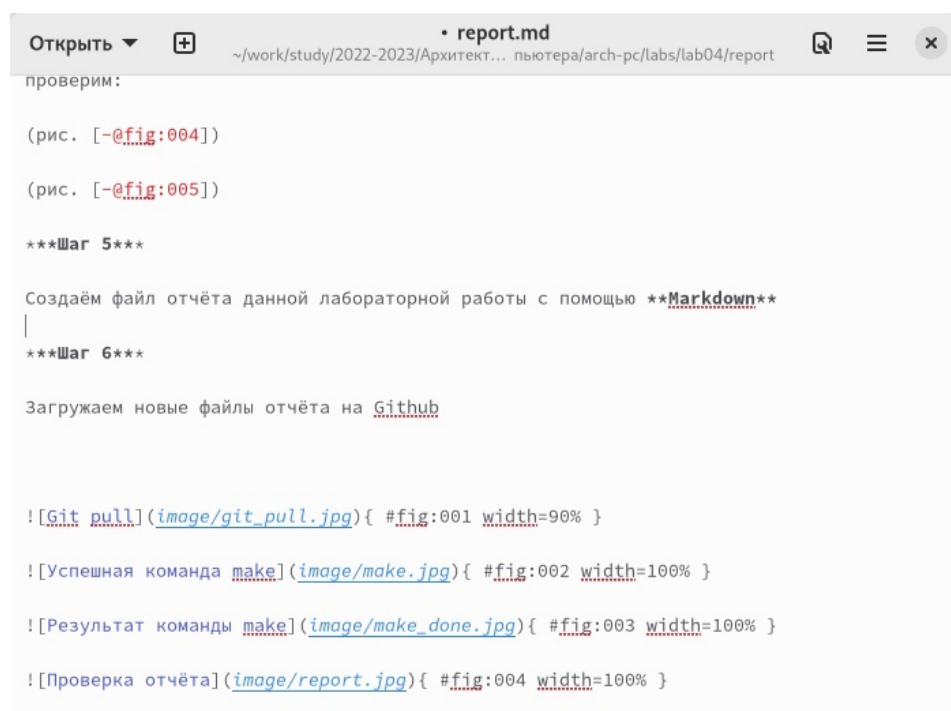 Открыть
• report.md
~/work/study/2022-2023/Архитект… пьютера/arch-pc/labs/lab04/report
проверим:
(рис. [-@fig:004])
(рис. [-@fig:005])
***Шаг 5***
Создаём файл отчёта данной лабораторной работы с помощью **Markdown**
***Шаг 6***
Загружаем новые файлы отчёта на Github
![Git pull](image/git_pull.jpg){ #fig:001 width=90% }
![Успешная команда make](image/make.jpg){ #fig:002 width=100% }
![Результат команды make](image/make_done.jpg){ #fig:003 width=100% }
![Проверка отчёта](image/report.jpg){ #fig:004 width=100% }